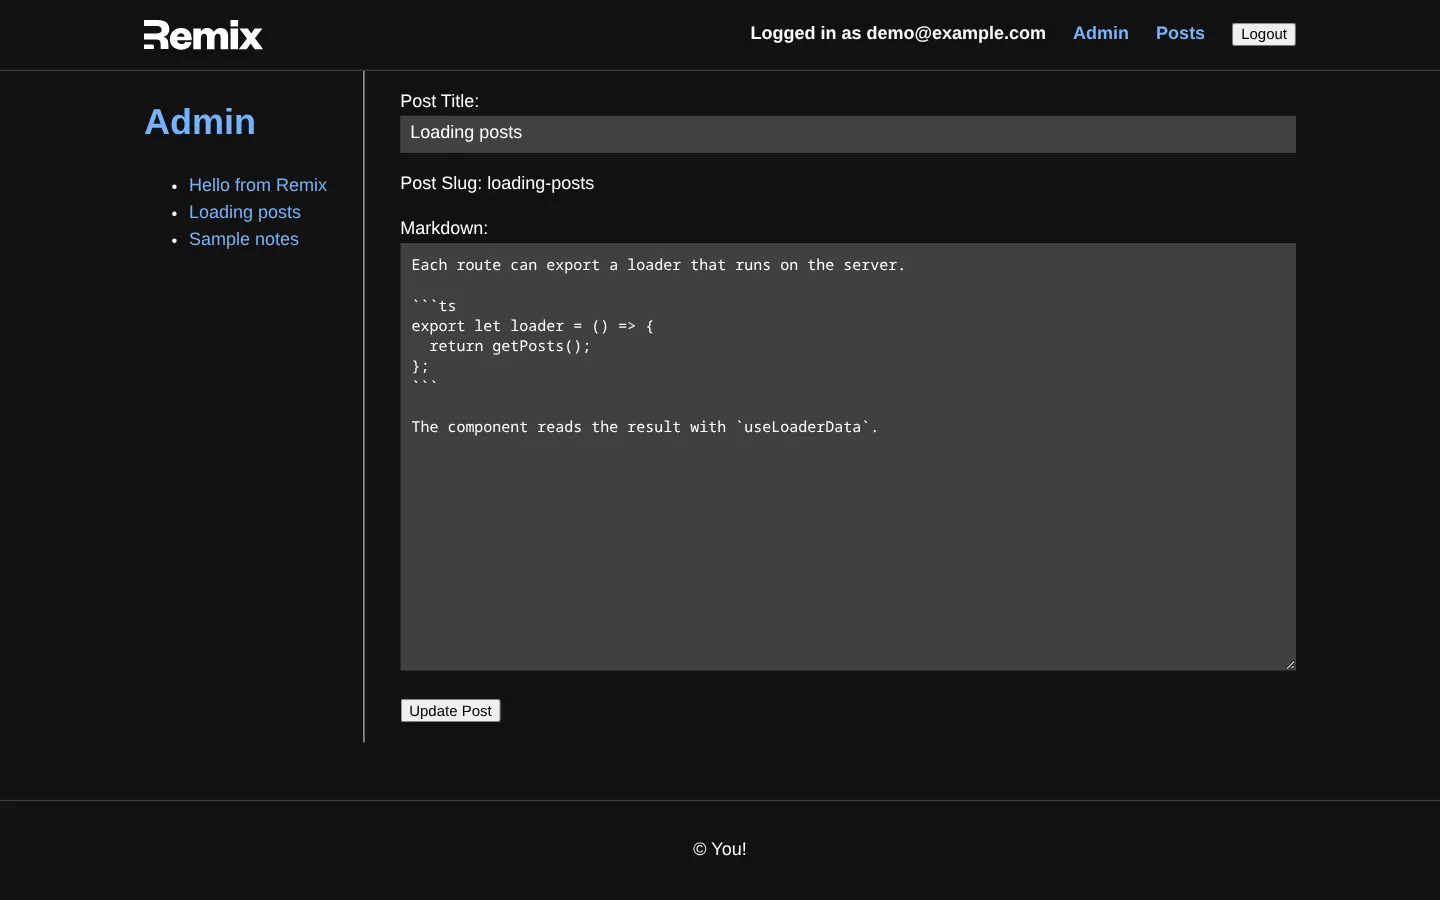 Remix
Logged in as demo@example.com Admin Posts Logout
Admin
Hello from Remix
Loading posts
Sample notes
Post Title:
Loading posts
Post Slug: loading-posts
Markdown:
Each route can export a loader that runs on the server.

```ts
export let loader = () => {
  return getPosts();
};
```

The component reads the result with `useLoaderData`.
Update Post
© You!